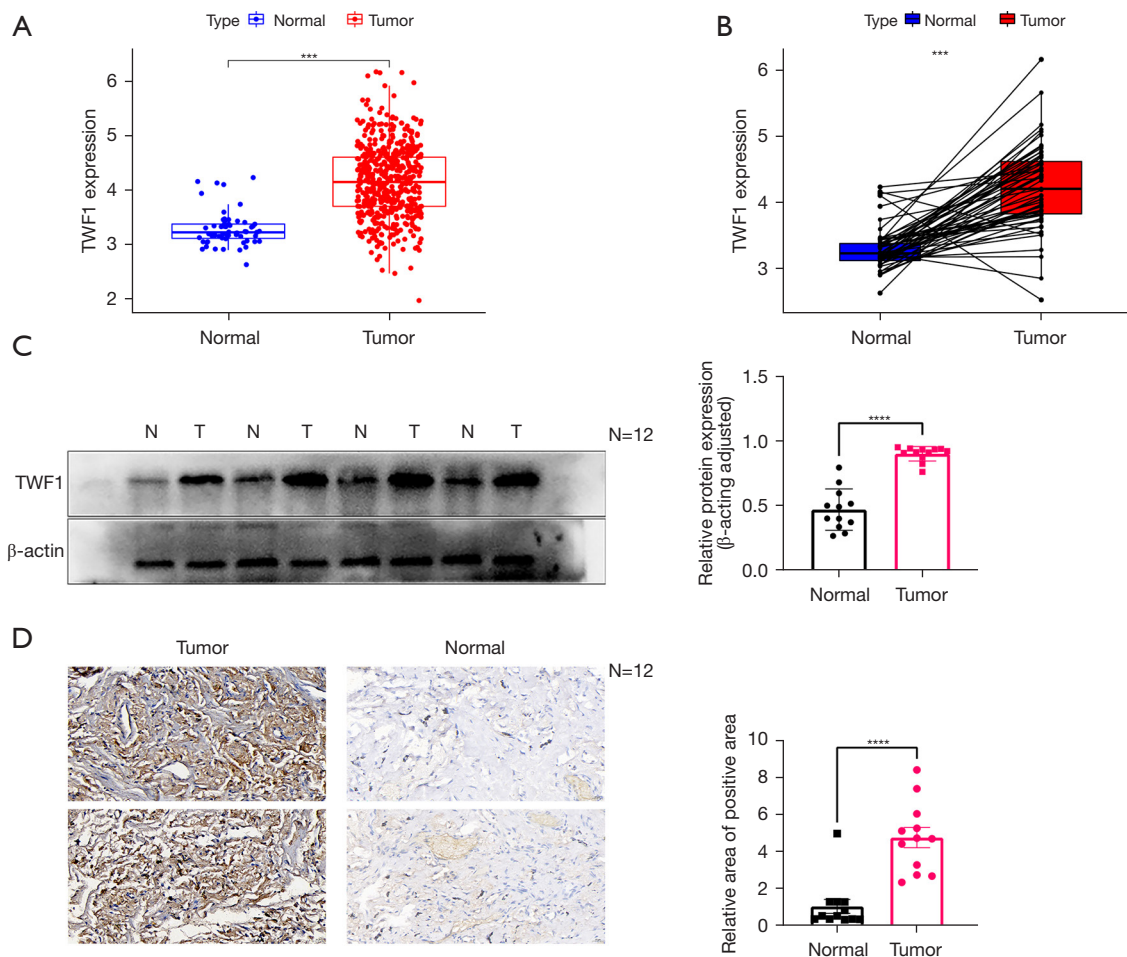 A
Type Normal Tumor
***
TWF1 expression
6
5
4
3
2
Normal Tumor
B
Type Normal Tumor
***
TWF1 expression
6
5
4
3
Normal Tumor
C
N T N T N T N T
N=12
TWF1
β-actin
Relative protein expression
(β-acting adjusted)
1.5
1.0
0.5
0.0
****
Normal Tumor
D
Tumor Normal
N=12
Relative area of positive area
10
8
6
4
2
0
****
Normal Tumor